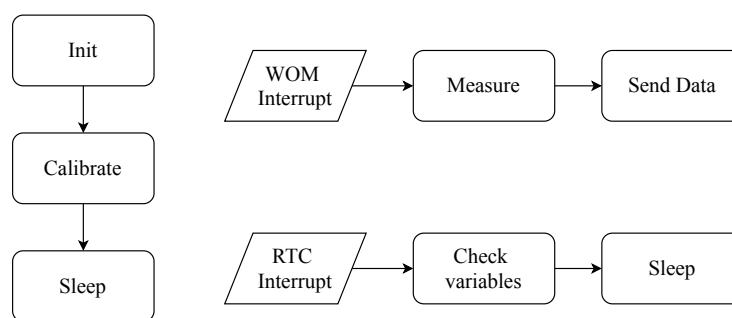 Init
Calibrate
Sleep
WOM
Interrupt
Measure
Send Data
RTC
Interrupt
Check
variables
Sleep